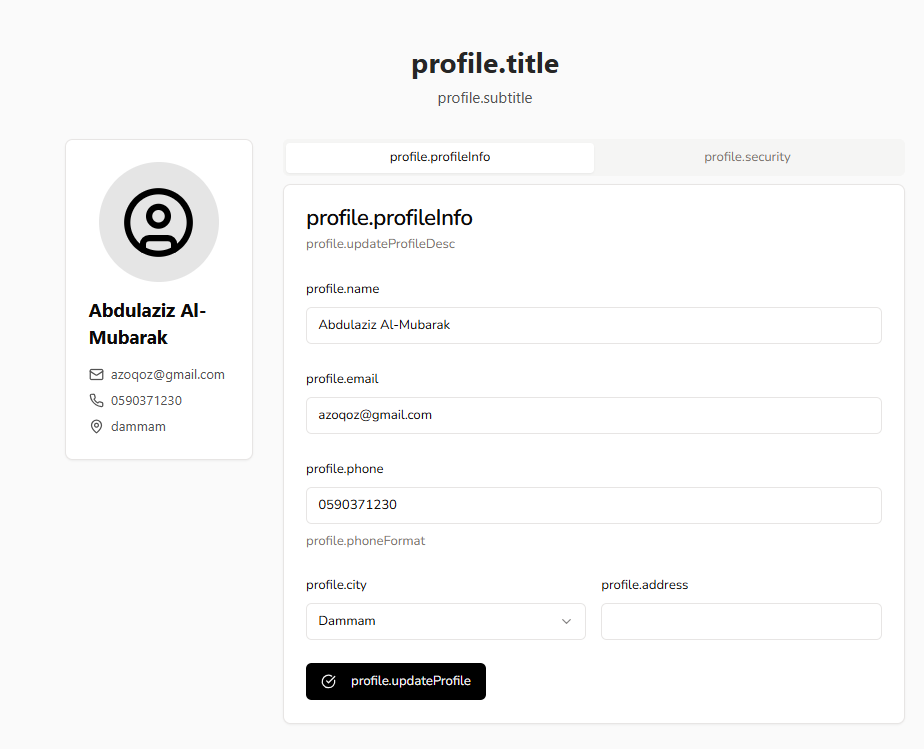 profile.title
profile.subtitle
Abdulaziz Al-
Mubarak
azoqoz@gmail.com
0590371230
dammam
profile.profileInfo
profile.security
profile.profileInfo
profile.updateProfileDesc
profile.name
Abdulaziz Al-Mubarak
profile.email
azoqoz@gmail.com
profile.phone
0590371230
profile.phoneFormat
profile.city
profile.address
Dammam
profile.updateProfile